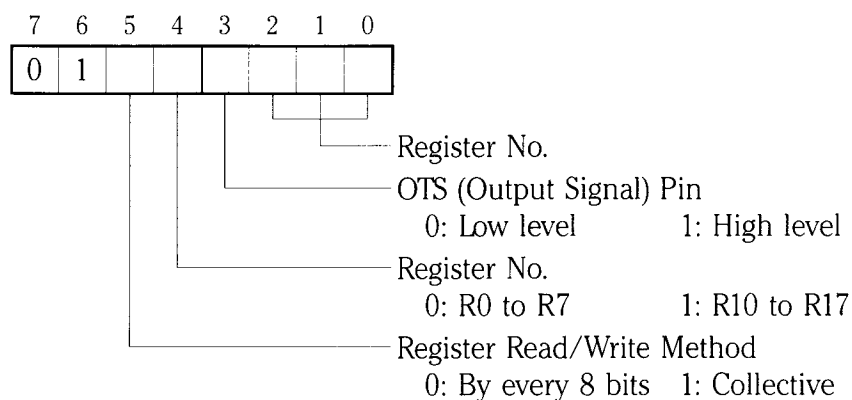 7 6 5 4 3 2 1 0
0 1
Register No.
OTS (Output Signal) Pin
0: Low level 1: High level
Register No.
0: R0 to R7 1: R10 to R17
Register Read/Write Method
0: By every 8 bits 1: Collective